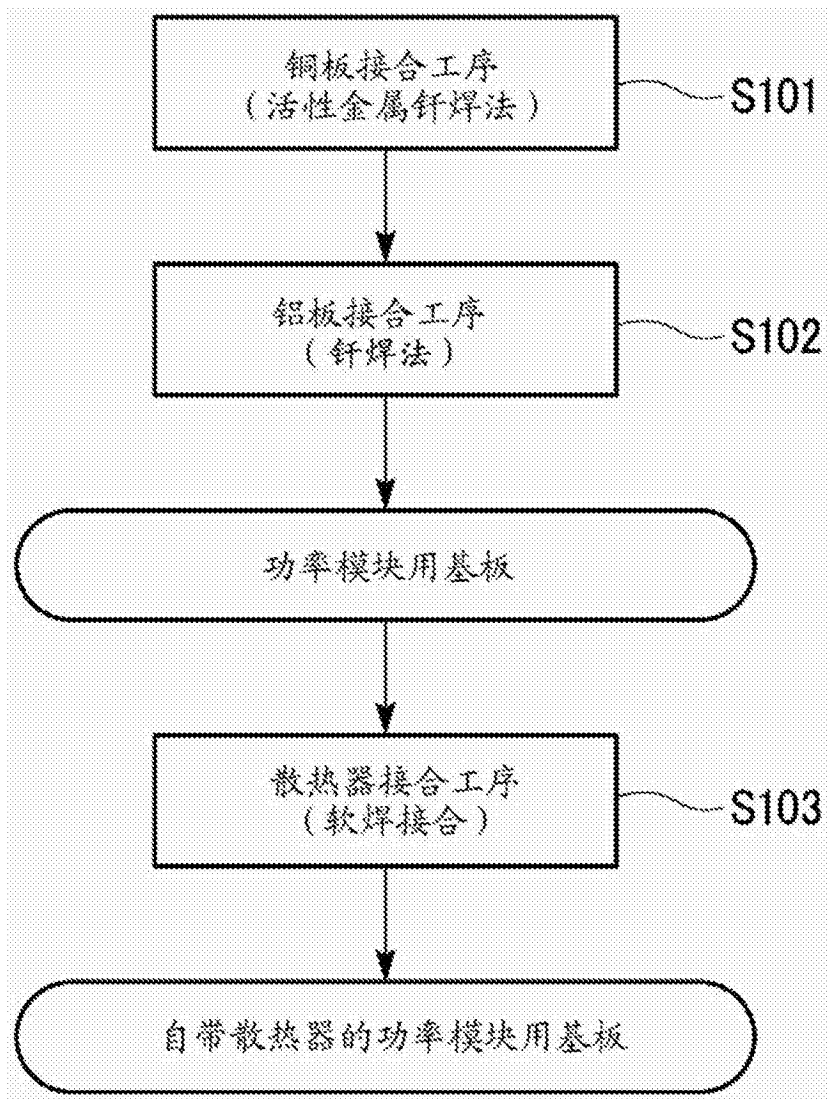 铜板接合工序
（活性金属钎焊法）
S101
铝板接合工序
（钎焊法）
S102
功率模块用基板
散热器接合工序
（软焊接合）
S103
自带散热器的功率模块用基板